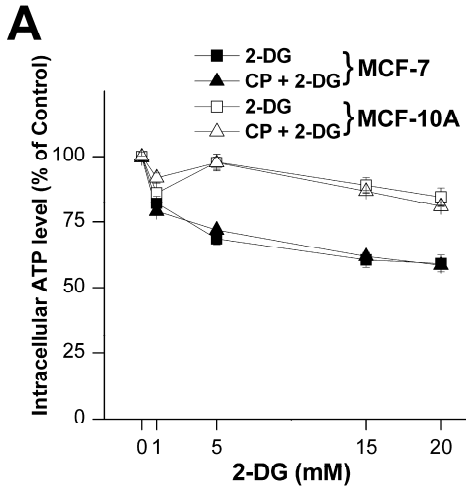 A
2-DG
CP + 2-DG
} MCF-7
2-DG
CP + 2-DG
} MCF-10A
Intracellular ATP level (% of Control)
100
75
50
25
0
0 1 5 15 20
2-DG (mM)